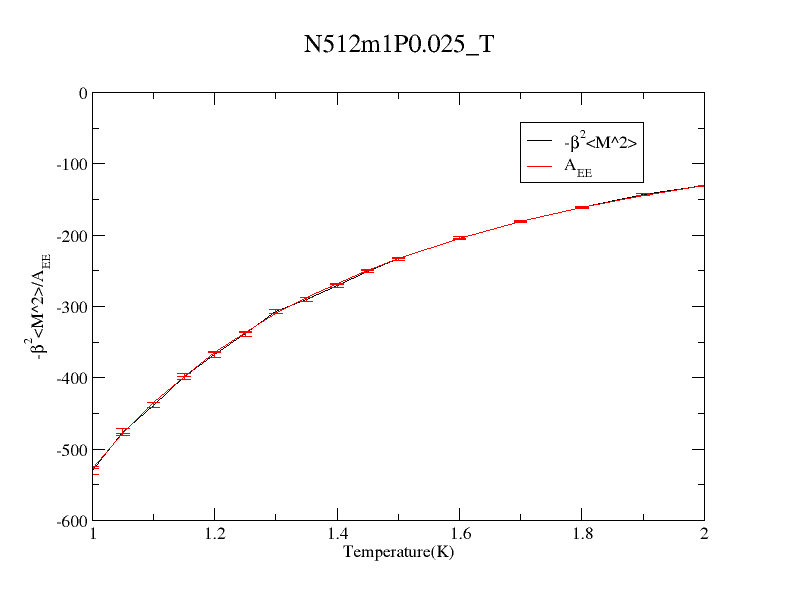 N512m1P0.025_T
0
-100
-200
-300
-400
-500
-600
-β²<M^2>/A_EE
-β²<M^2>
A_EE
1
1.2
1.4
1.6
1.8
2
Temperature(K)